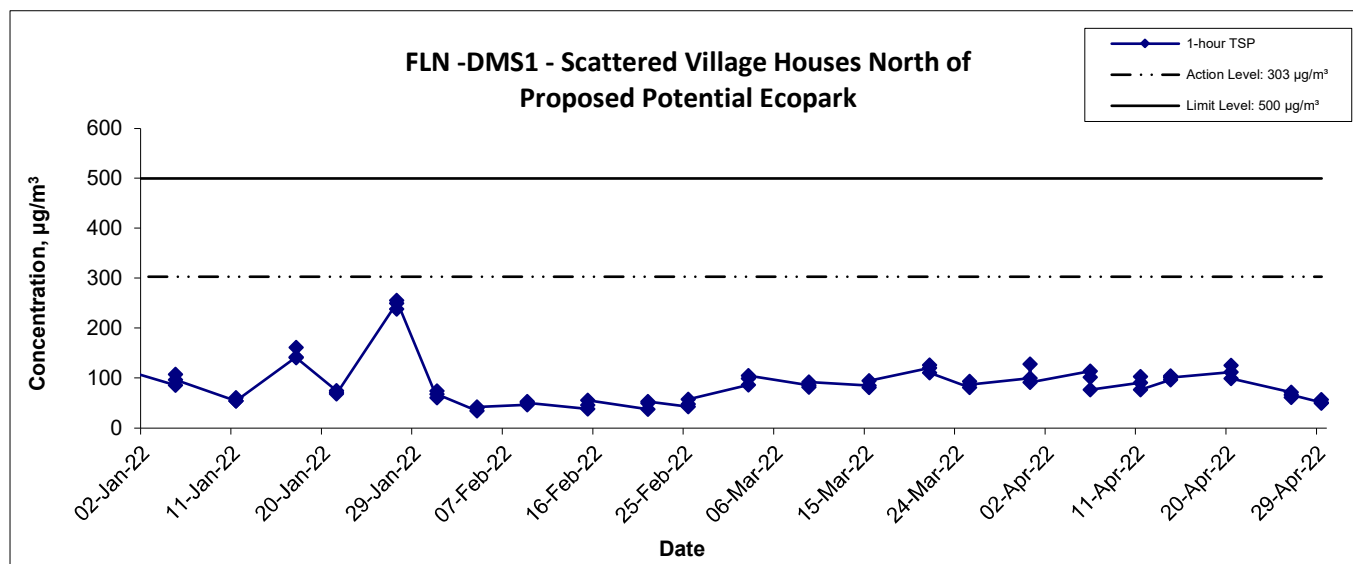 FLN -DMS1 - Scattered Village Houses North of
Proposed Potential Ecopark
1-hour TSP
Action Level: 303 µg/m³
Limit Level: 500 µg/m³
Concentration, µg/m³
600
500
400
300
200
100
0
02-Jan-22
11-Jan-22
20-Jan-22
29-Jan-22
07-Feb-22
16-Feb-22
25-Feb-22
06-Mar-22
15-Mar-22
24-Mar-22
02-Apr-22
11-Apr-22
20-Apr-22
29-Apr-22
Date